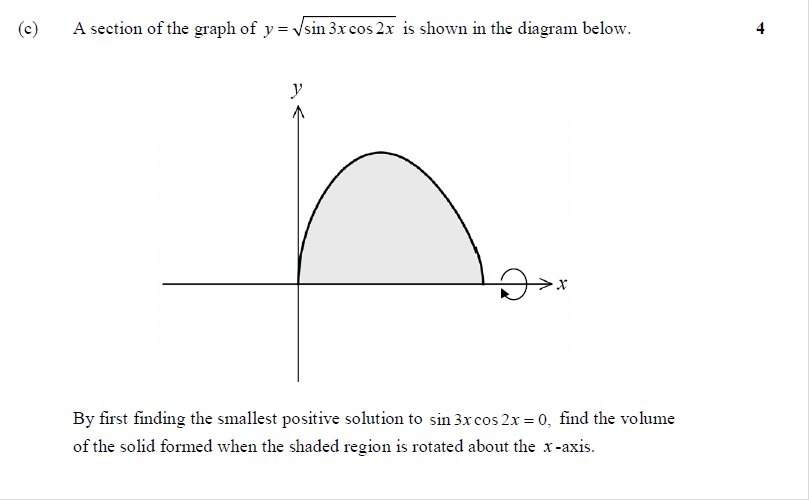 (c) A section of the graph of y = √(sin 3x cos 2x) is shown in the diagram below. 4
y
x
By first finding the smallest positive solution to sin 3x cos 2x = 0, find the volume
of the solid formed when the shaded region is rotated about the x-axis.